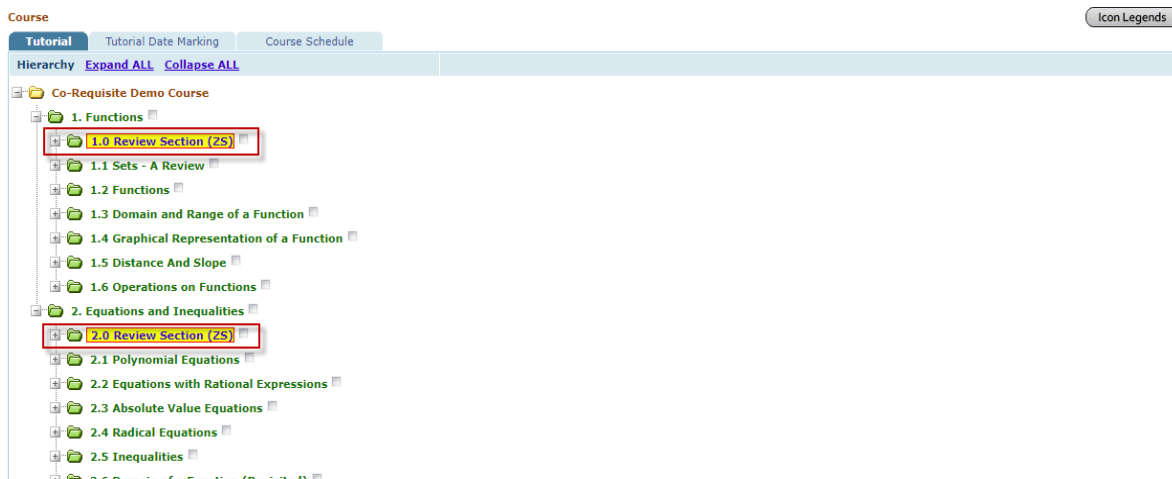 Course
Icon Legends
Tutorial Tutorial Date Marking Course Schedule
Hierarchy Expand ALL Collapse ALL
Co-Requisite Demo Course
1. Functions
1.0 Review Section (ZS)
1.1 Sets - A Review
1.2 Functions
1.3 Domain and Range of a Function
1.4 Graphical Representation of a Function
1.5 Distance And Slope
1.6 Operations on Functions
2. Equations and Inequalities
2.0 Review Section (ZS)
2.1 Polynomial Equations
2.2 Equations with Rational Expressions
2.3 Absolute Value Equations
2.4 Radical Equations
2.5 Inequalities